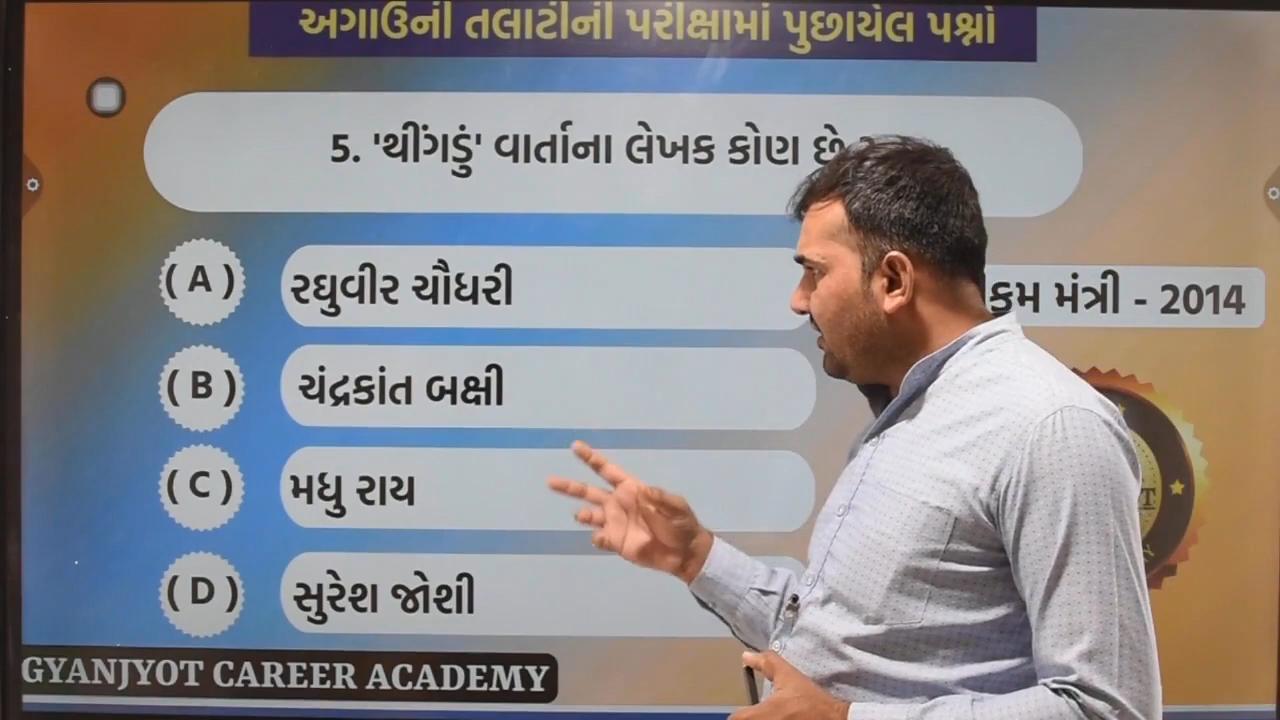 અગાઉની તલાટીની પરીક્ષામાં પુછાયેલ પશ્નો
5. 'થીંગડું' વાર્તાના લેખક કોણ છે
( A ) રઘુવીર ચૌધરી
કમ મંત્રી - 2014
( B ) ચંદ્રકાંત બક્ષી
( C ) મધુ રાય
( D ) સુરેશ જોશી
GYANJYOT CAREER ACADEMY